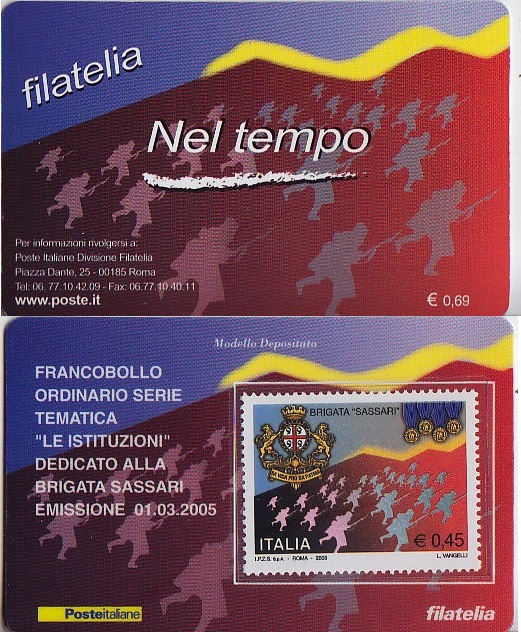 filatelia
Nel tempo
Per informazioni rivolgersi a:
Poste Italiane Divisione Filatelia
Piazza Dante, 25 - 00185 Roma
Tel: 06.77.10.42.09 - Fax: 06.77.10.40.11
www.poste.it
€ 0,69
Modello Depositato
FRANCOBOLLO
ORDINARIO SERIE
TEMATICA
"LE ISTITUZIONI"
DEDICATO ALLA
BRIGATA SASSARI
EMISSIONE 01.03.2005
BRIGATA "SASSARI"
€ 0,45
ITALIA
I.P.Z.S. S.p.A. - ROMA - 2005
L. VANGELLI
Posteitaliane
filatelia